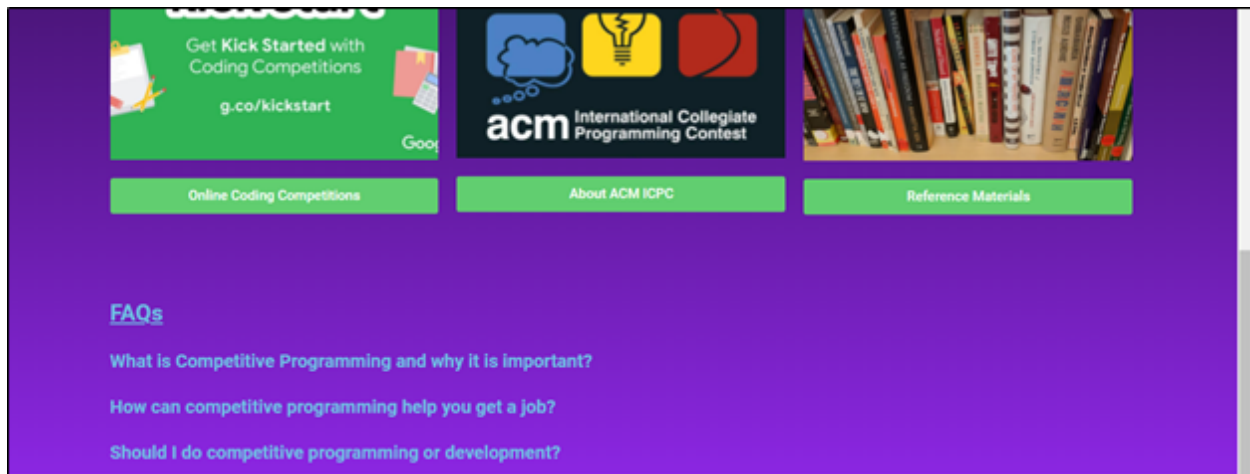 Get Kick Started with
Coding Competitions
g.co/kickstart
acm International Collegiate
Programming Contest
Online Coding Competitions
About ACM ICPC
Reference Materials
FAQs
What is Competitive Programming and why it is important?
How can competitive programming help you get a job?
Should I do competitive programming or development?